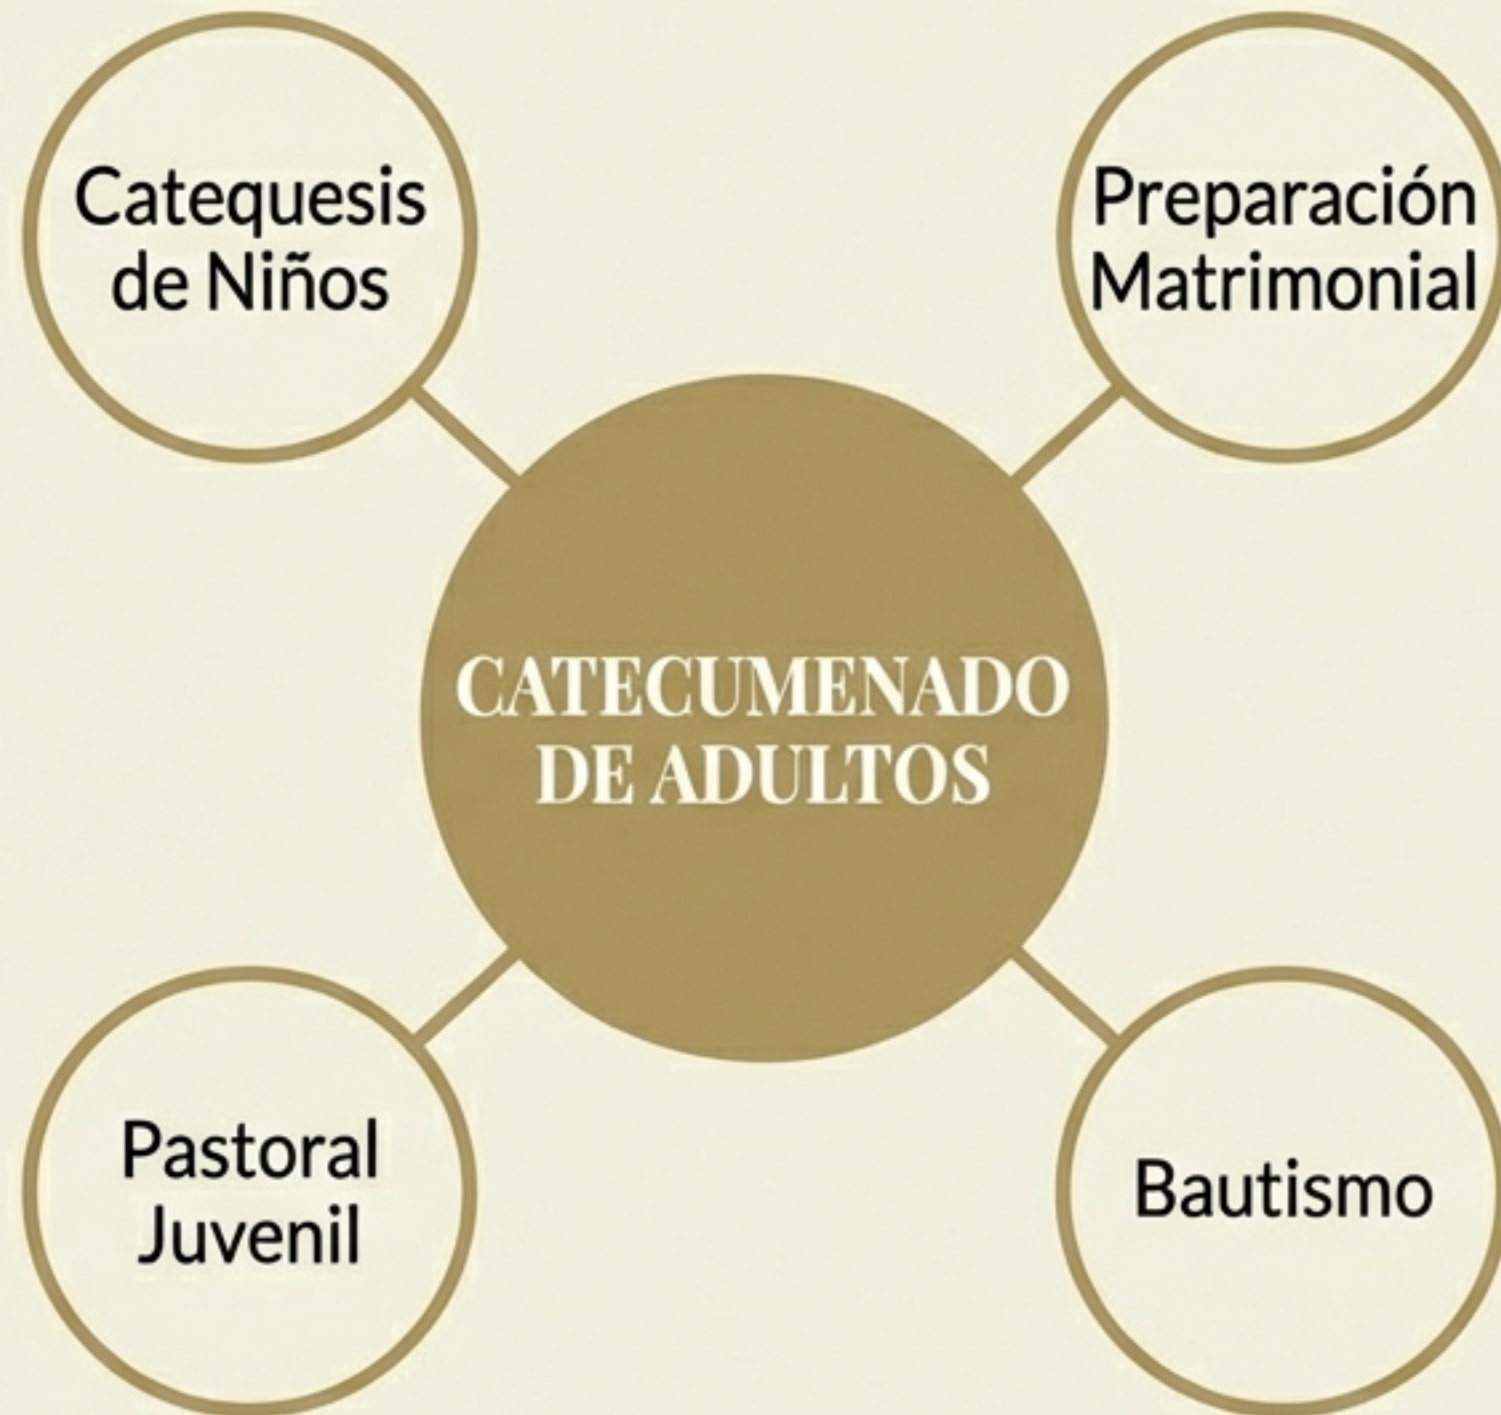 Catequesis
de Niños
Preparación
Matrimonial
CATECUMENADO
DE ADULTOS
Pastoral
Juvenil
Bautismo